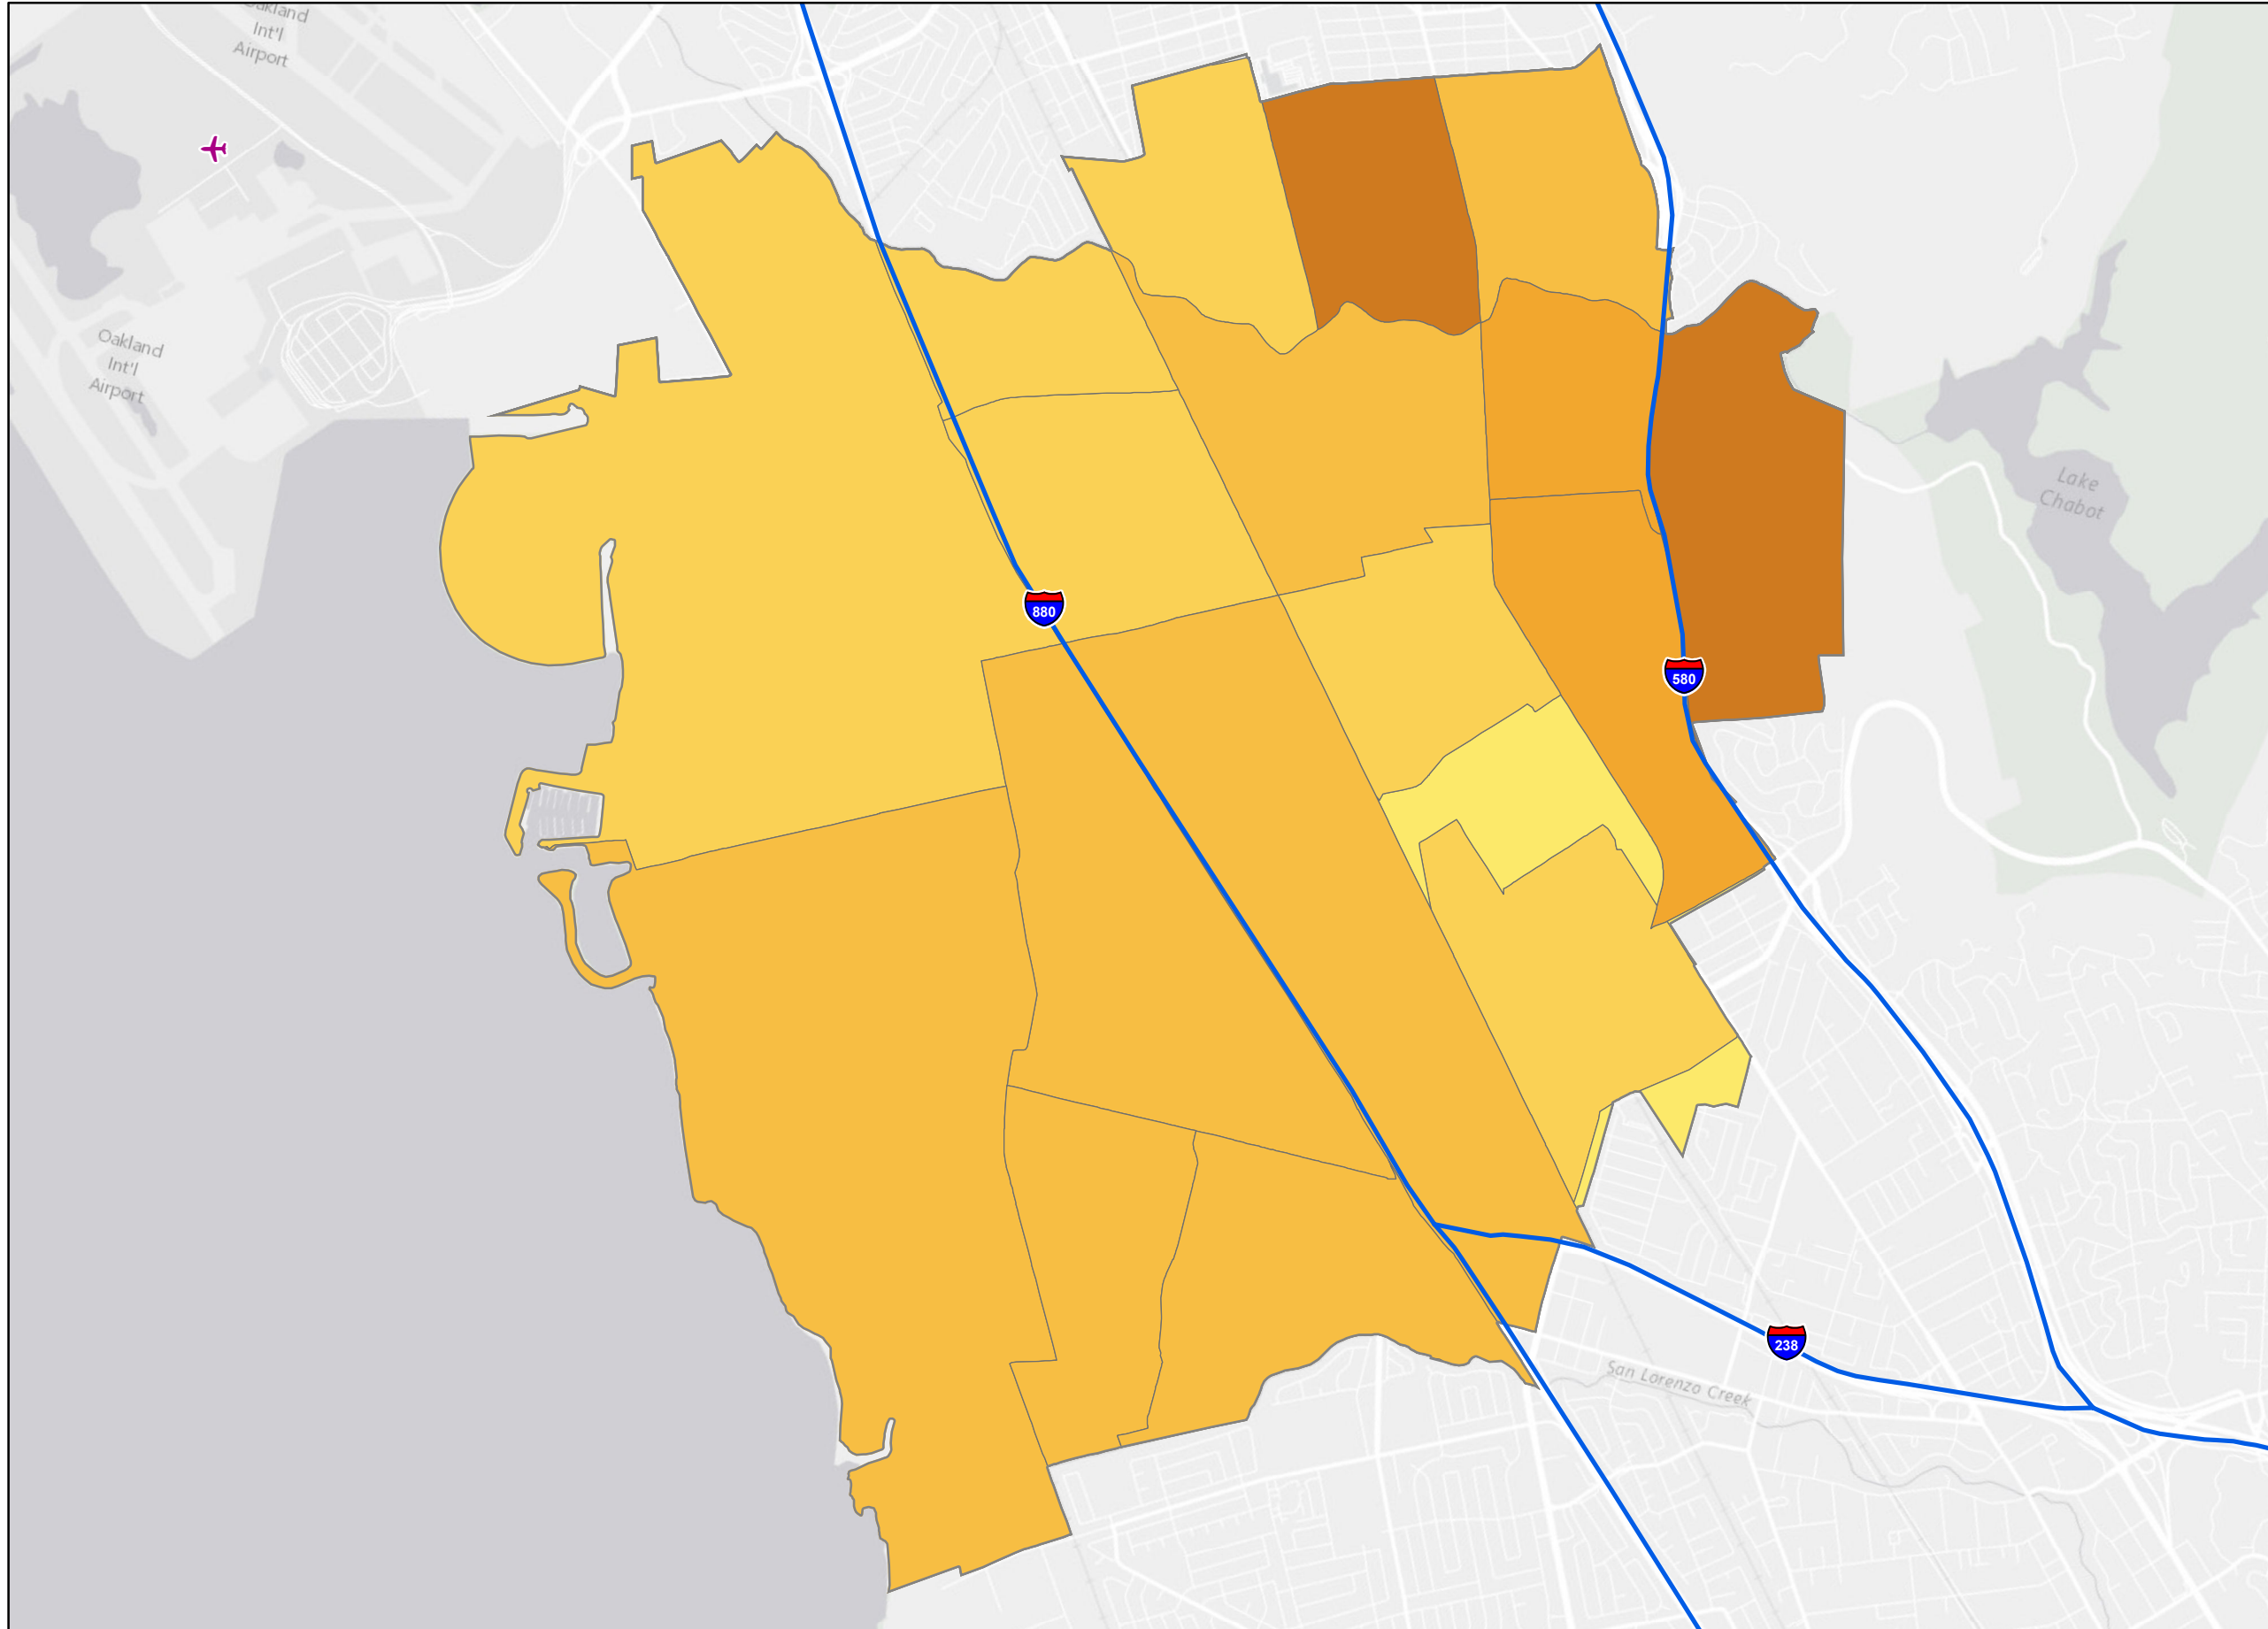 Oakland
Int'l
Airport
Oakland
Int'l
Airport
Lake
Chabot
880
580
238
San Lorenzo Creek